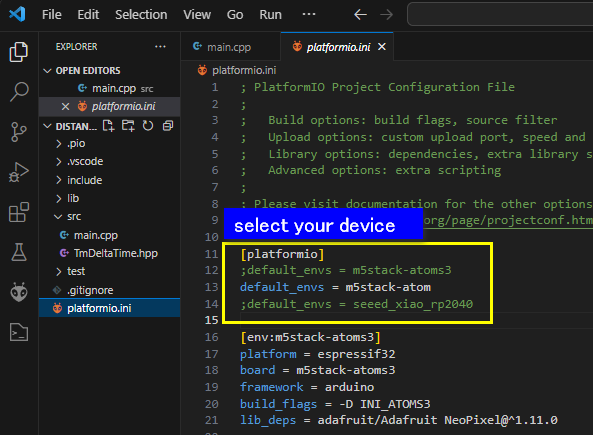 File Edit Selection View Go Run ···
EXPLORER ···
OPEN EDITORS
main.cpp src
platformio.ini
DISTAN...
.pio
.vscode
include
lib
src
main.cpp
TmDeltaTime.hpp
test
.gitignore
platformio.ini
main.cpp platformio.ini
platformio.ini
1 ; PlatformIO Project Configuration File
2 ;
3 ;   Build options: build flags, source filter
4 ;   Upload options: custom upload port, speed and
5 ;   Library options: dependencies, extra library s
6 ;   Advanced options: extra scripting
7 ;
8 ; Please visit documentation for the other options
9 org/page/projectconf.htm
select your device
10
11 [platformio]
12 ;default_envs = m5stack-atoms3
13 default_envs = m5stack-atom
14 ;default_envs = seeed_xiao_rp2040
15
16 [env:m5stack-atoms3]
17 platform = espressif32
18 board = m5stack-atoms3
19 framework = arduino
20 build_flags = -D INI_ATOMS3
21 lib_deps = adafruit/Adafruit NeoPixel@^1.11.0